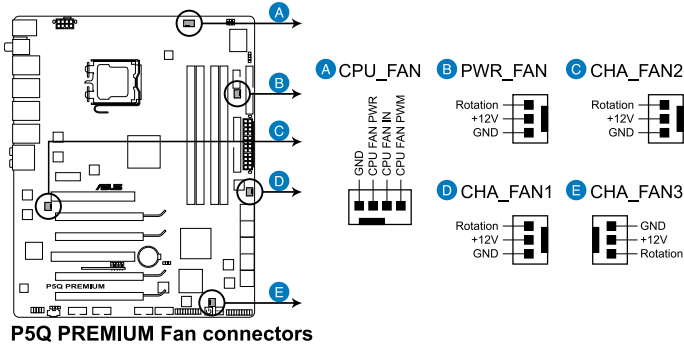 A
B
C
D
E
/SUS
P5Q PREMIUM
P5Q PREMIUM Fan connectors
A CPU_FAN
GND
CPU FAN PWR
CPU FAN IN
CPU FAN PWM
B PWR_FAN
Rotation
+12V
GND
C CHA_FAN2
Rotation
+12V
GND
D CHA_FAN1
Rotation
+12V
GND
E CHA_FAN3
GND
+12V
Rotation